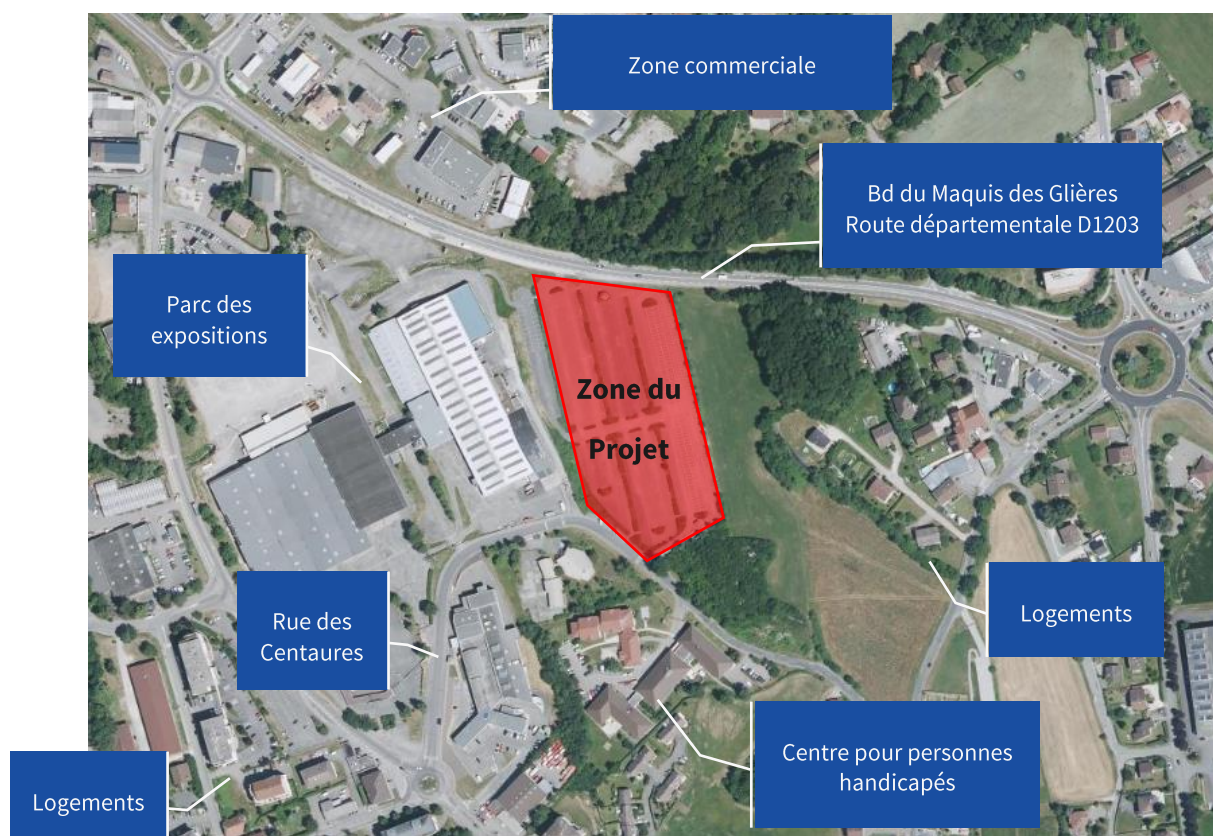 Zone commerciale
Bd du Maquis des Glières
Route départementale D1203
Parc des
expositions
Zone du
Projet
Rue des
Centaures
Logements
Centre pour personnes
handicapés
Logements